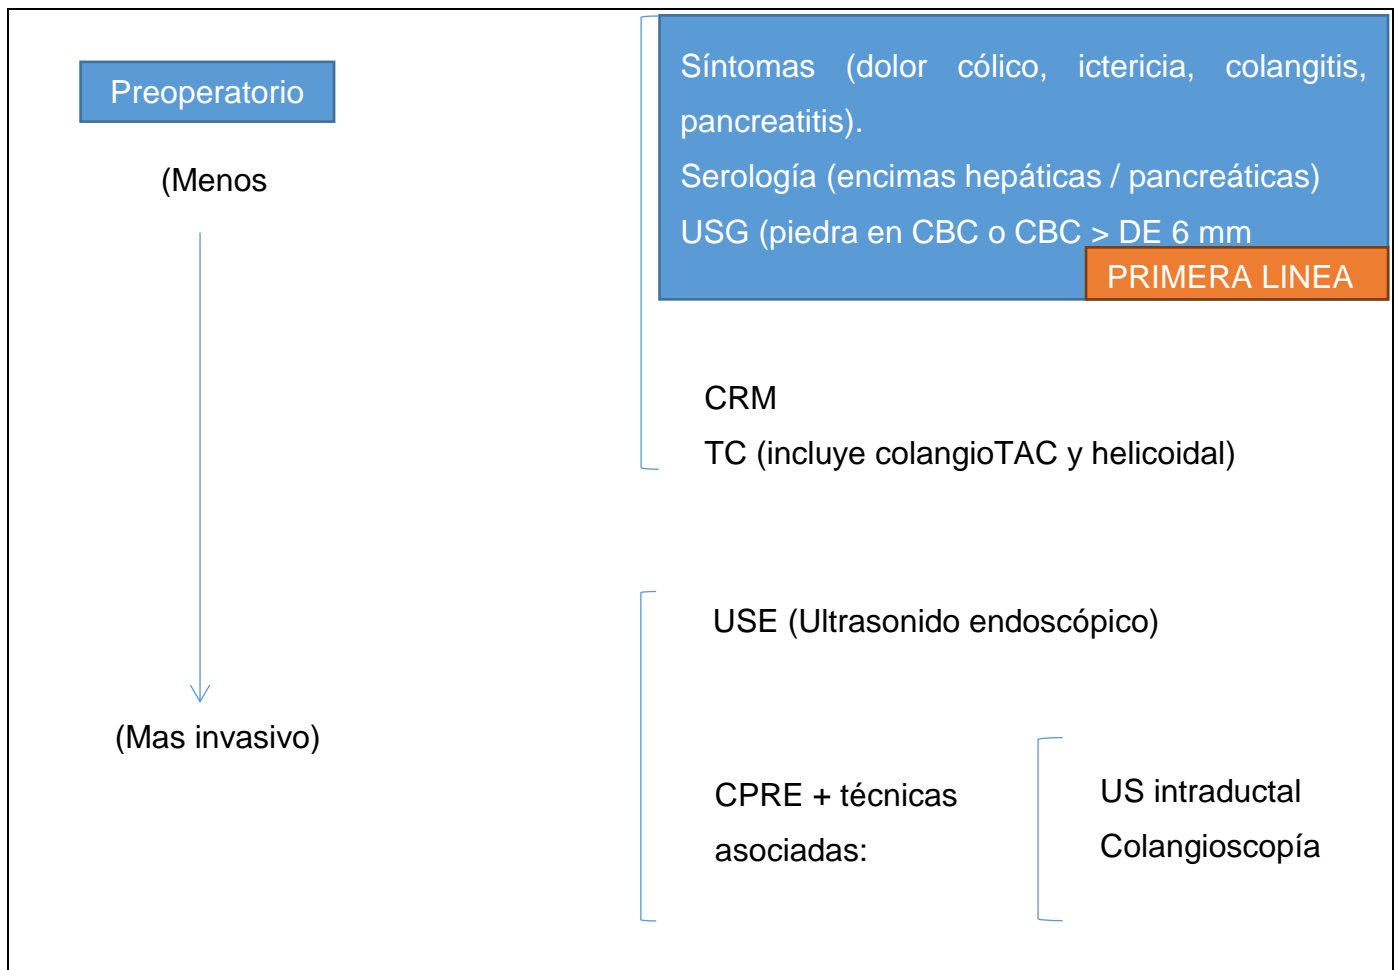 Preoperatorio
(Menos
(Mas invasivo)
Síntomas (dolor cólico, ictericia, colangitis,
pancreatitis).
Serología (encimas hepáticas / pancreáticas)
USG (piedra en CBC o CBC > DE 6 mm
PRIMERA LINEA
CRM
TC (incluye colangioTAC y helicoidal)
USE (Ultrasonido endoscópico)
CPRE + técnicas
asociadas:
US intraductal
Colangioscopía